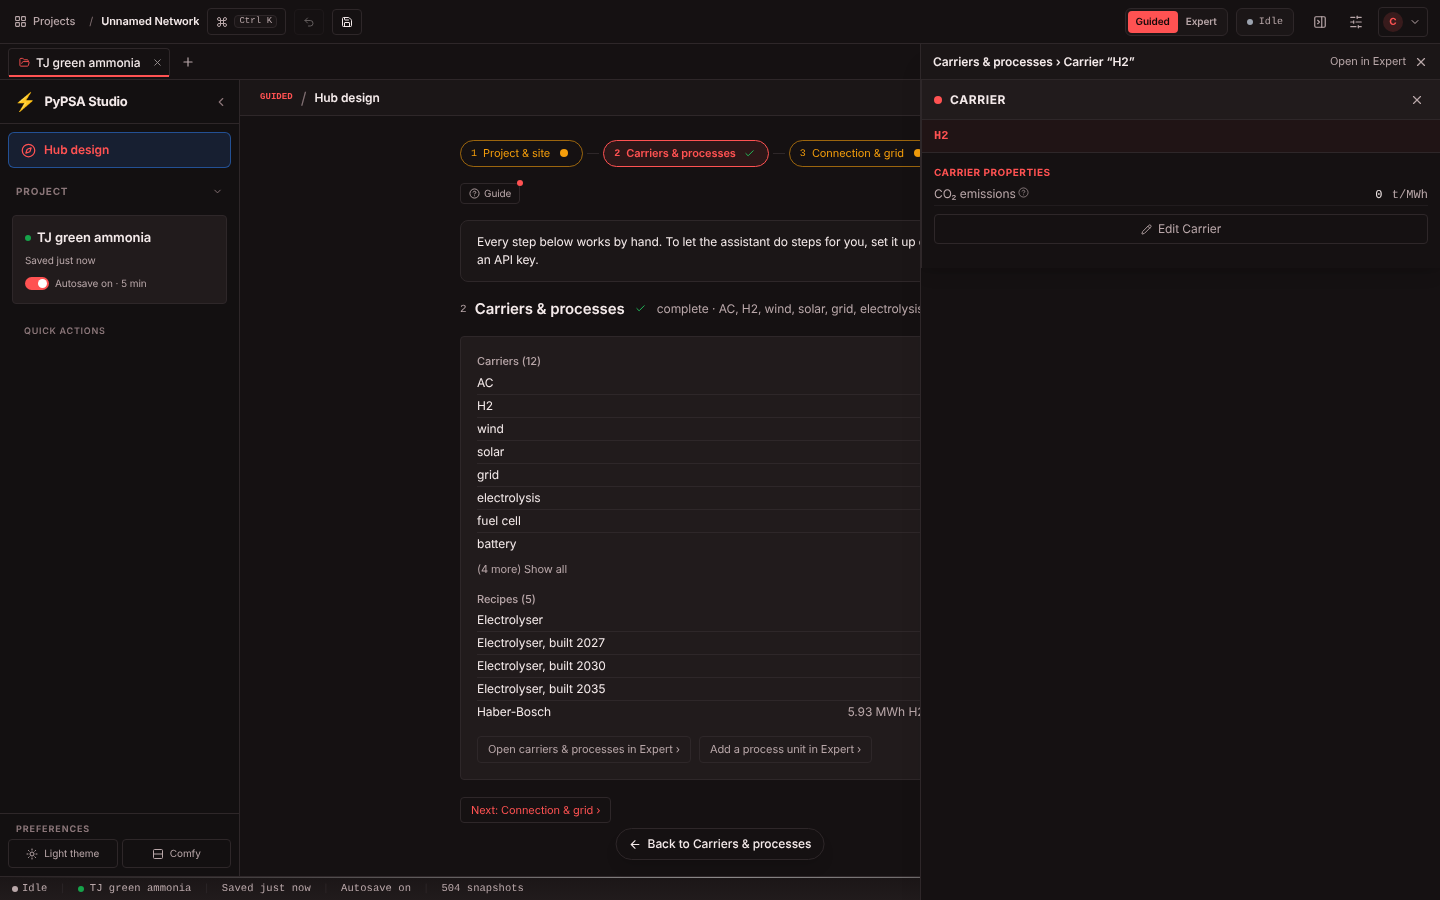 Projects / Unnamed Network Ctrl K
Guided Expert Idle C
TJ green ammonia
Carriers & processes › Carrier “H2” Open in Expert
PyPSA Studio
GUIDED / Hub design
CARRIER
Hub design
H2
1 Project & site 2 Carriers & processes 3 Connection & grid
CARRIER PROPERTIES
PROJECT
Guide
CO₂ emissions 0 t/MWh
Edit Carrier
TJ green ammonia
Saved just now
Autosave on · 5 min
Every step below works by hand. To let the assistant do steps for you, set it up
an API key.
2 Carriers & processes complete · AC, H2, wind, solar, grid, electrolysis
QUICK ACTIONS
Carriers (12)
AC
H2
wind
solar
grid
electrolysis
fuel cell
battery
(4 more) Show all
Recipes (5)
Electrolyser
Electrolyser, built 2027
Electrolyser, built 2030
Electrolyser, built 2035
Haber-Bosch 5.93 MWh H2
Open carriers & processes in Expert › Add a process unit in Expert ›
Next: Connection & grid ›
Back to Carriers & processes
PREFERENCES
Light theme Comfy
Idle TJ green ammonia Saved just now Autosave on 504 snapshots